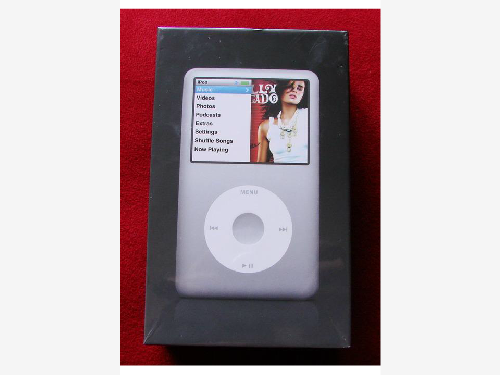 iPod
Music
Videos
Photos
Podcasts
Extras
Settings
Shuffle Songs
Now Playing
MENU